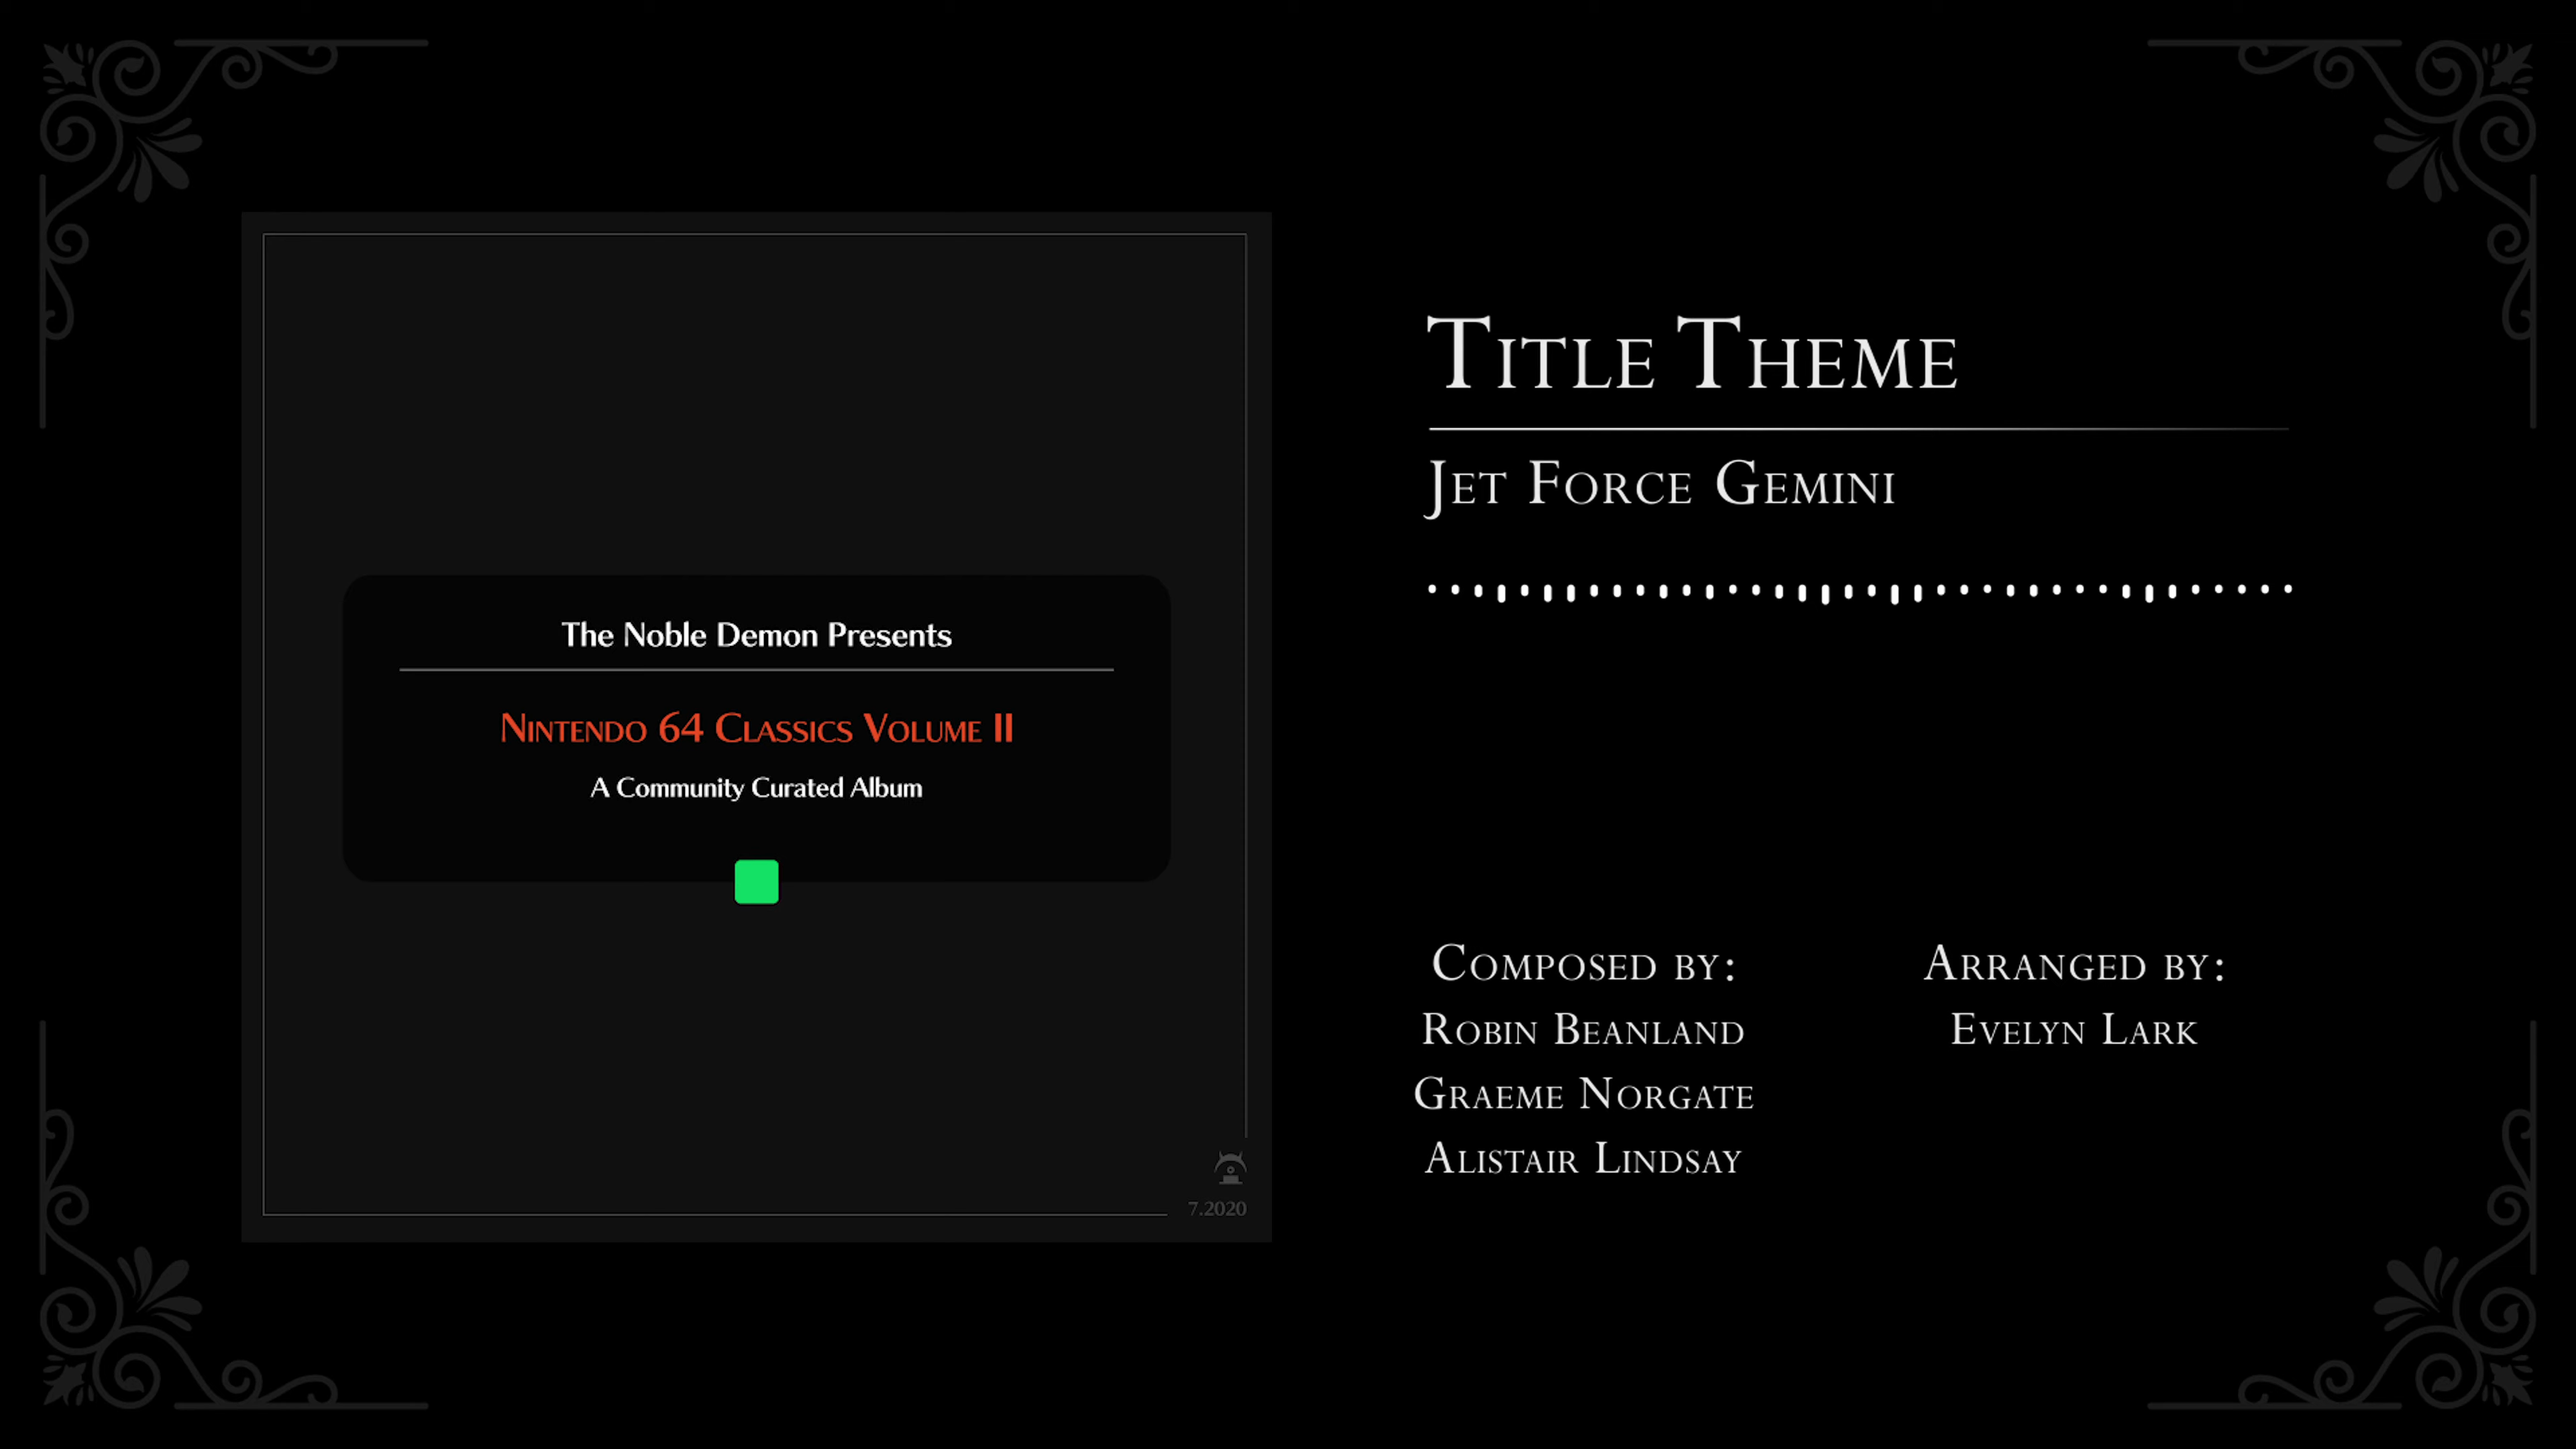 The Noble Demon Presents
Nintendo 64 Classics Volume II
A Community Curated Album
7.2020
Title Theme
Jet Force Gemini
Composed by:
Robin Beanland
Graeme Norgate
Alistair Lindsay
Arranged by:
Evelyn Lark